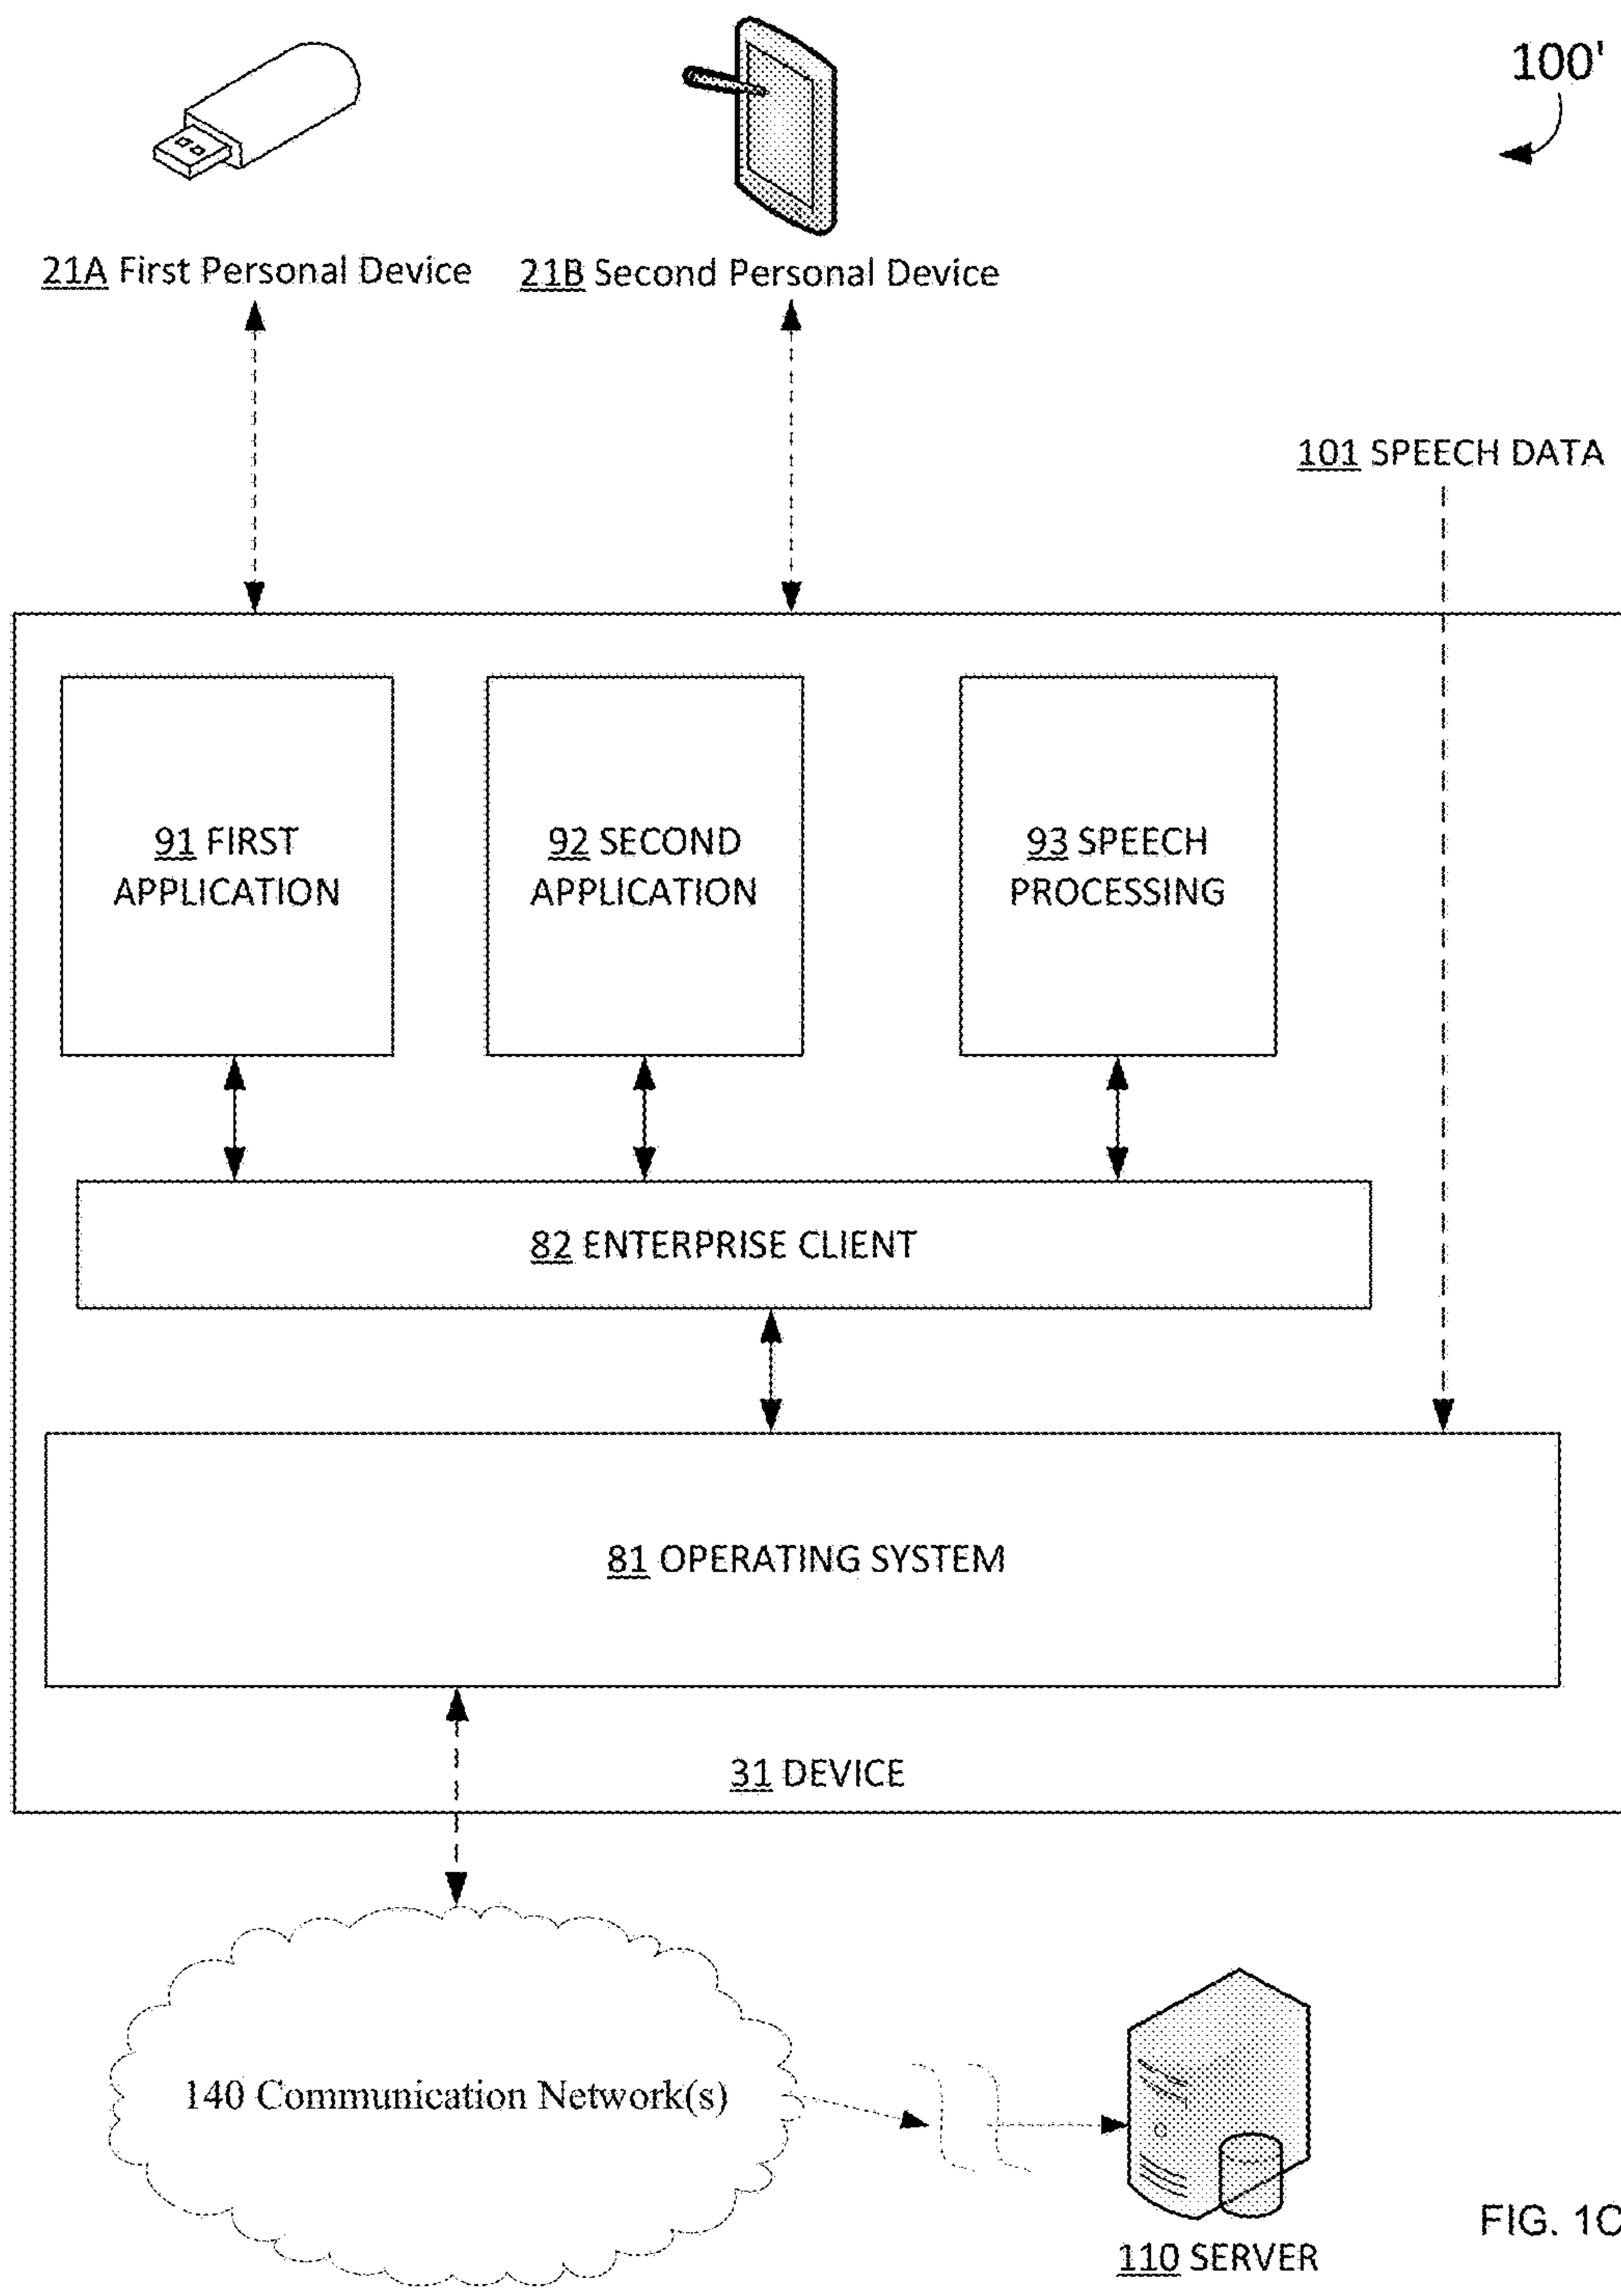 100'
21A First Personal Device
21B Second Personal Device
101 SPEECH DATA
91 FIRST
APPLICATION
92 SECOND
APPLICATION
93 SPEECH
PROCESSING
82 ENTERPRISE CLIENT
81 OPERATING SYSTEM
31 DEVICE
140 Communication Network(s)
110 SERVER
FIG. 1C